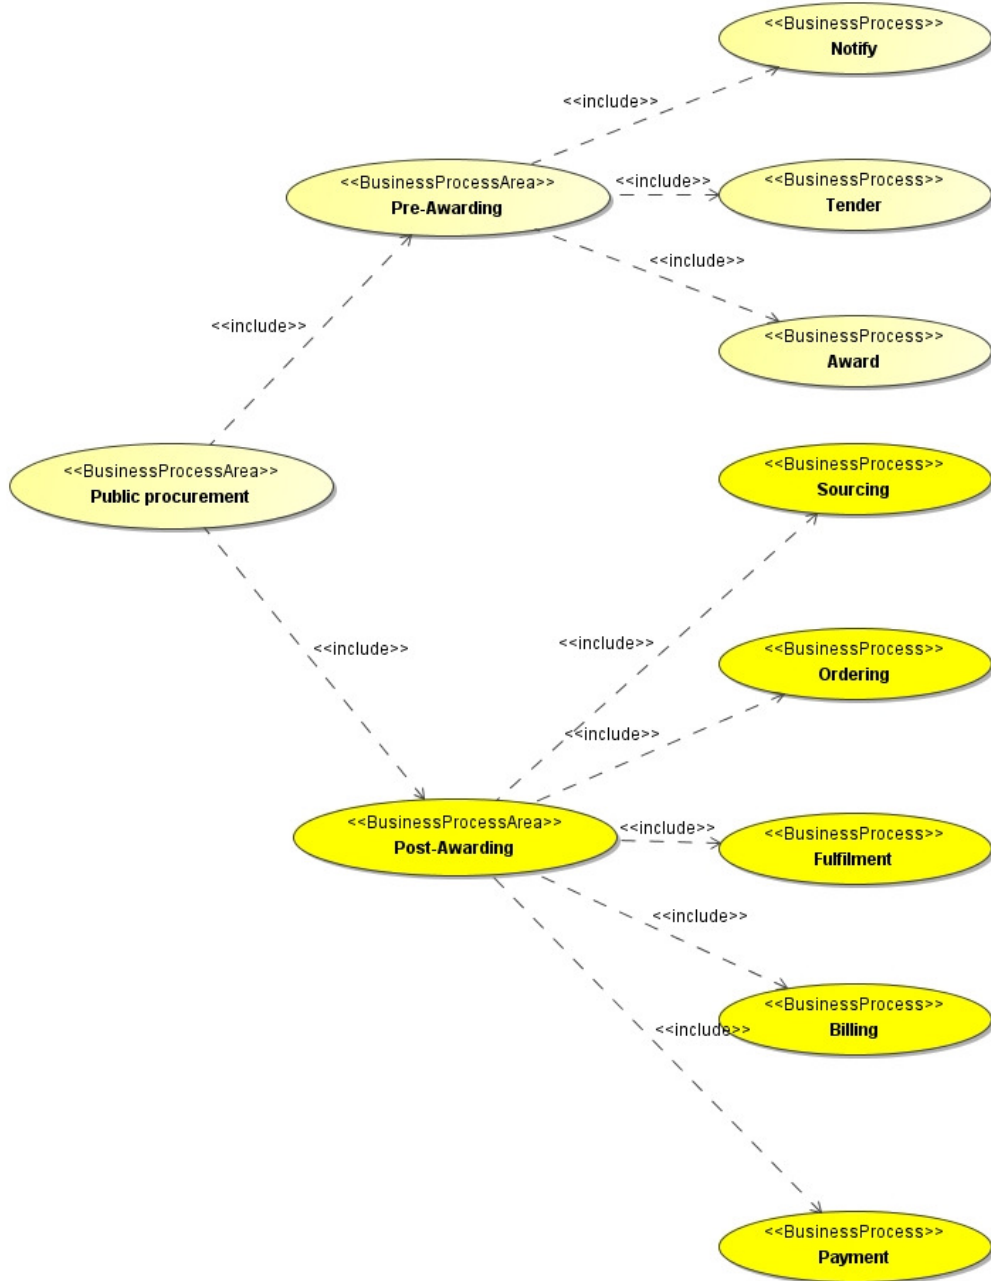 <<BusinessProcess>>
Notify
<<include>>
<<BusinessProcessArea>>
Pre-Awarding
<<include>>
<<BusinessProcess>>
Tender
<<include>>
<<include>>
<<BusinessProcess>>
Award
<<BusinessProcessArea>>
Public procurement
<<BusinessProcess>>
Sourcing
<<include>>
<<include>>
<<BusinessProcess>>
Ordering
<<include>>
<<BusinessProcessArea>>
Post-Awarding
<<include>>
<<BusinessProcess>>
Fulfilment
<<include>>
<<BusinessProcess>>
Billing
<<include>>
<<BusinessProcess>>
Payment